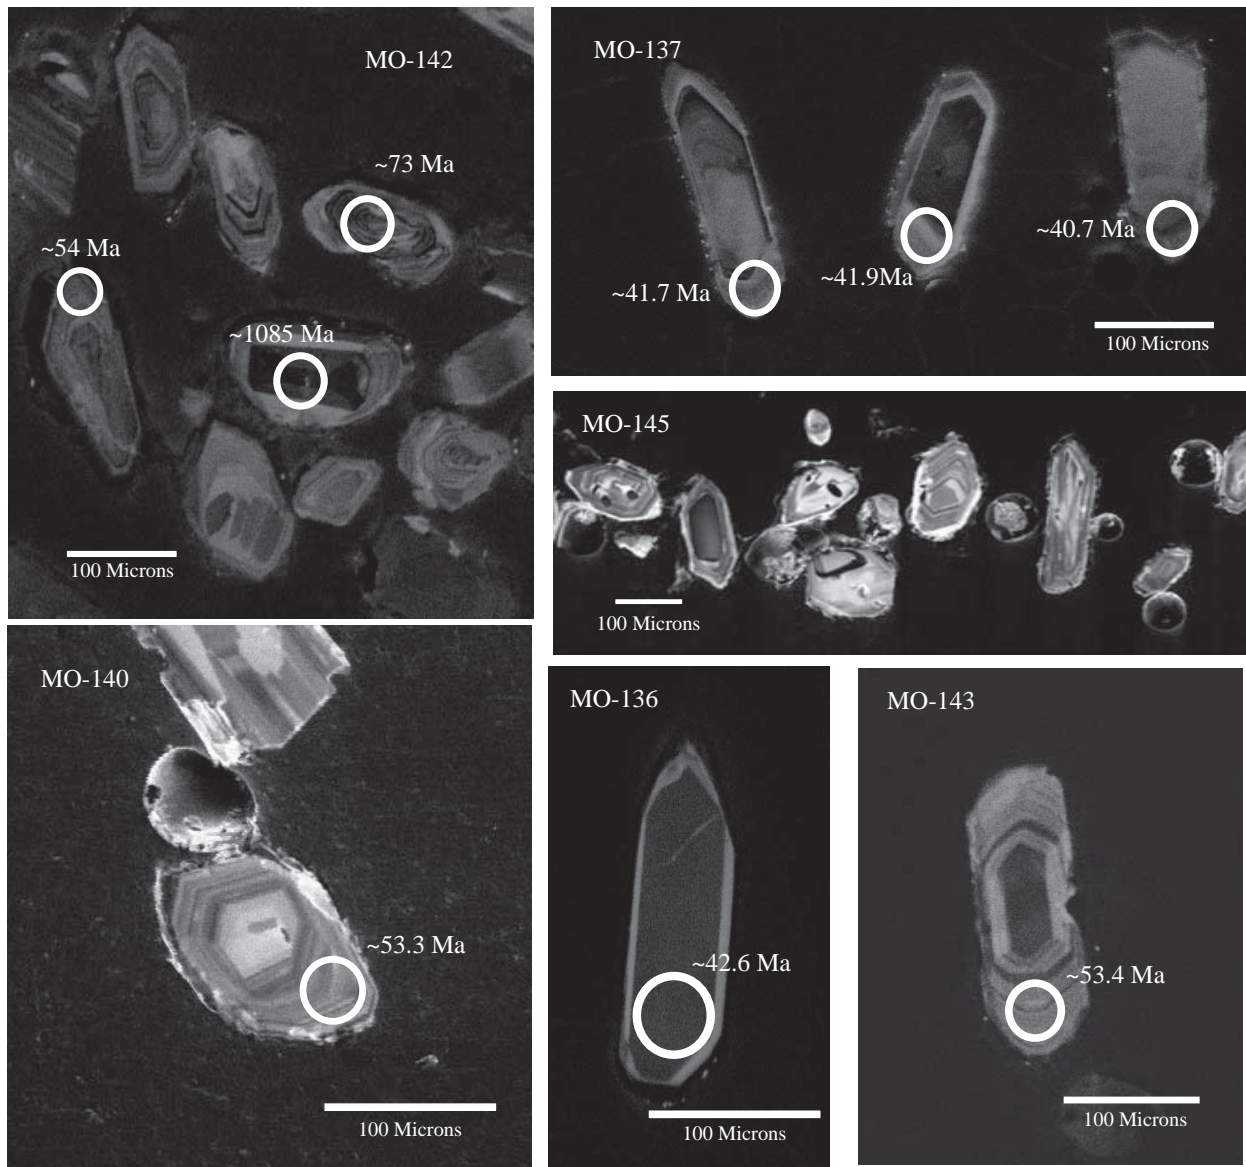 MO-142
~73 Ma
~54 Ma
~1085 Ma
100 Microns
MO-137
~41.7 Ma
~41.9Ma
~40.7 Ma
100 Microns
MO-145
100 Microns
MO-140
~53.3 Ma
100 Microns
MO-136
~42.6 Ma
100 Microns
MO-143
~53.4 Ma
100 Microns